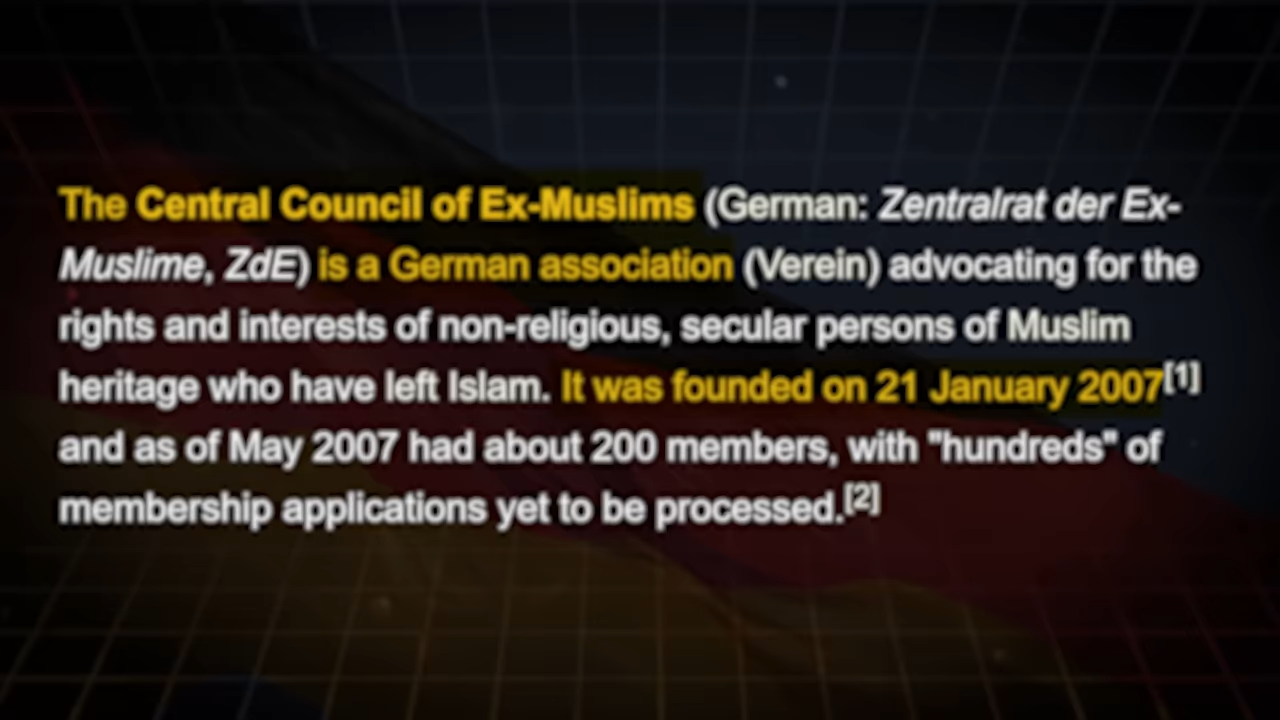 The Central Council of Ex-Muslims (German: Zentralrat der Ex-
Muslime, ZdE) is a German association (Verein) advocating for the
rights and interests of non-religious, secular persons of Muslim
heritage who have left Islam. It was founded on 21 January 2007[1]
and as of May 2007 had about 200 members, with "hundreds" of
membership applications yet to be processed.[2]